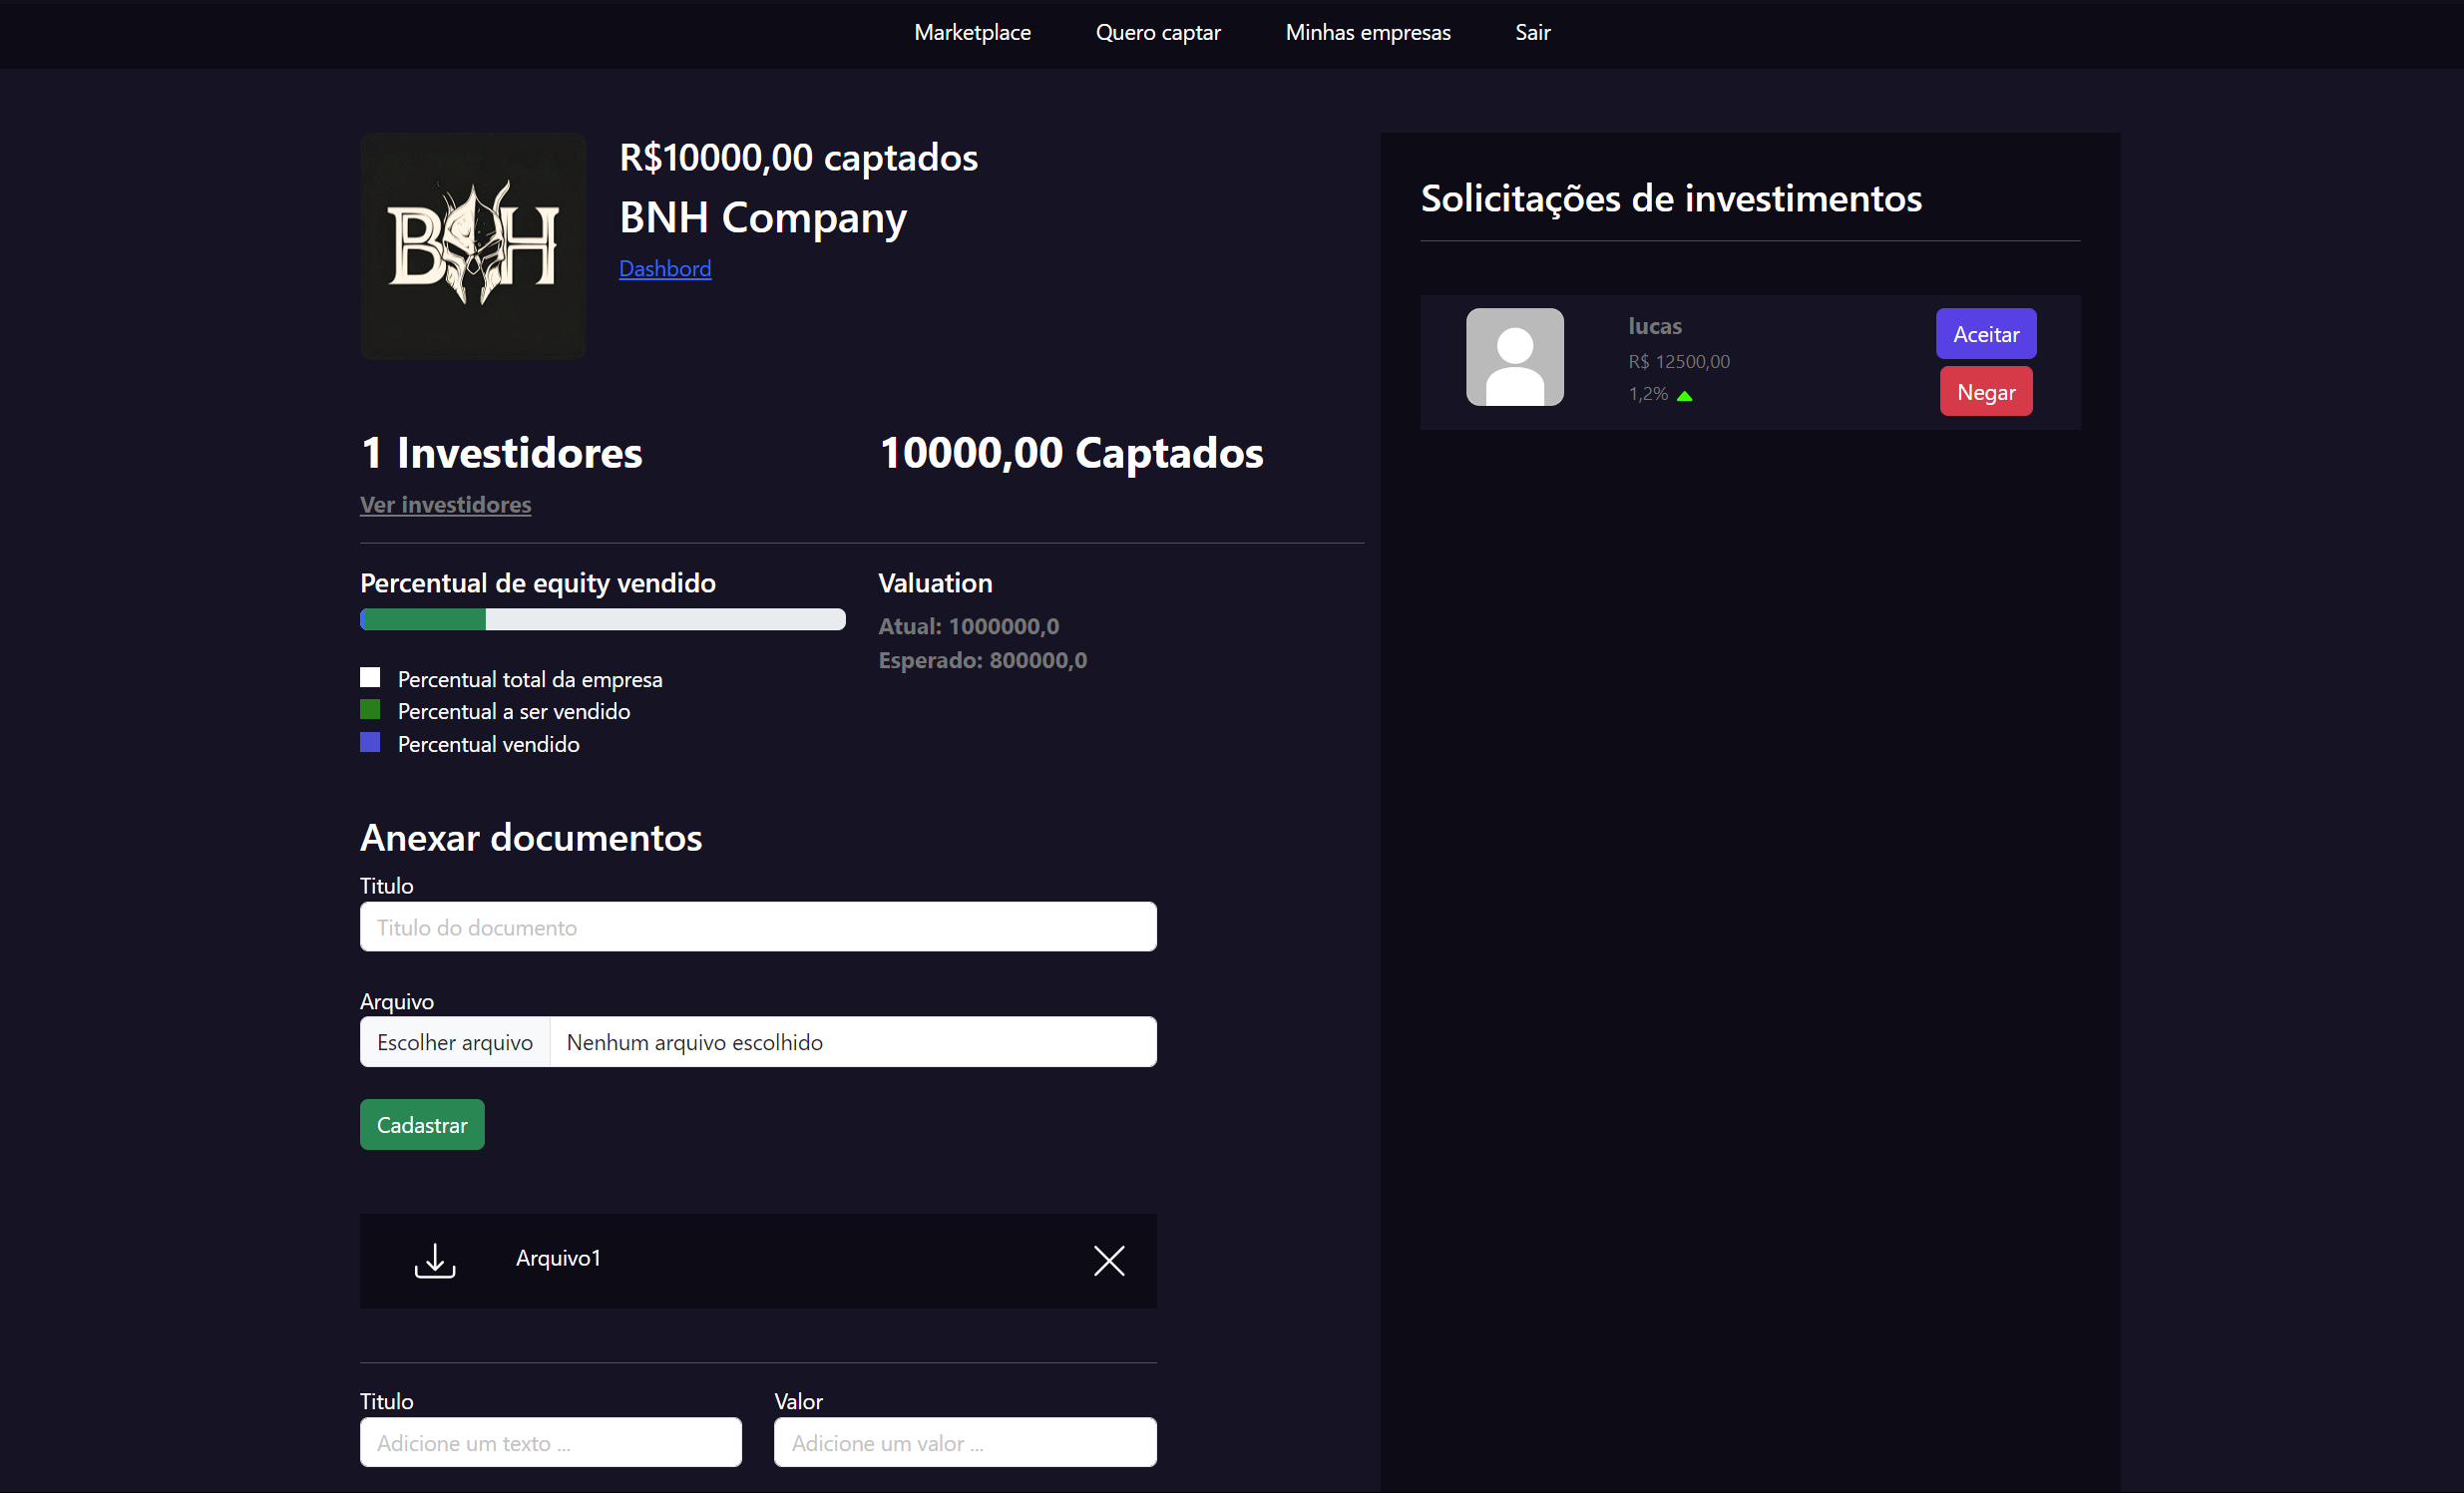 Marketplace Quero captar Minhas empresas Sair
BNH
R$10000,00 captados
BNH Company
Dashbord
1 Investidores
Ver investidores
10000,00 Captados
Percentual de equity vendido
Percentual total da empresa
Percentual a ser vendido
Percentual vendido
Valuation
Atual: 1000000,0
Esperado: 800000,0
Anexar documentos
Titulo
Titulo do documento
Arquivo
Escolher arquivo Nenhum arquivo escolhido
Cadastrar
Arquivo1
Titulo
Adicione um texto ...
Valor
Adicione um valor ...
Solicitações de investimentos
lucas
R$ 12500,00
1,2%
Aceitar
Negar